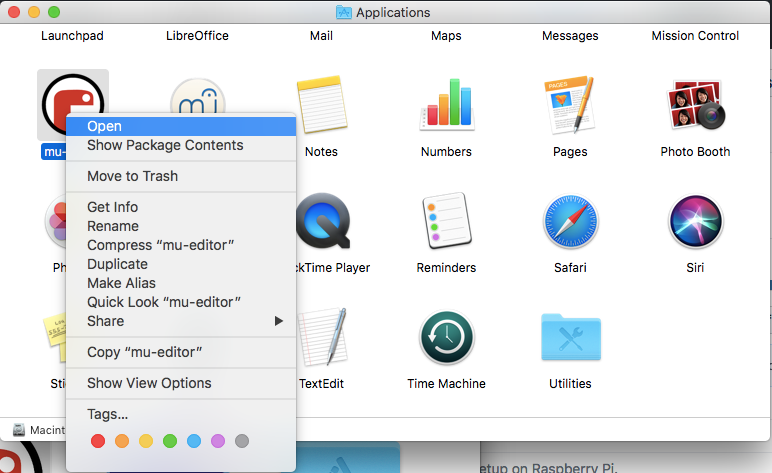 Applications
Launchpad LibreOffice Mail Maps Messages Mission Control
mu
Notes Numbers PAGES Pages Photo Booth
Open
Show Package Contents
Move to Trash
Get Info
Rename
Compress “mu-editor”
Duplicate
Make Alias
Quick Look “mu-editor”
Share
Copy “mu-editor”
Show View Options
Tags...
Ph ckTime Player Reminders Safari Siri
Sti TextEdit Time Machine Utilities
Macint
etup on Raspberry Pi.